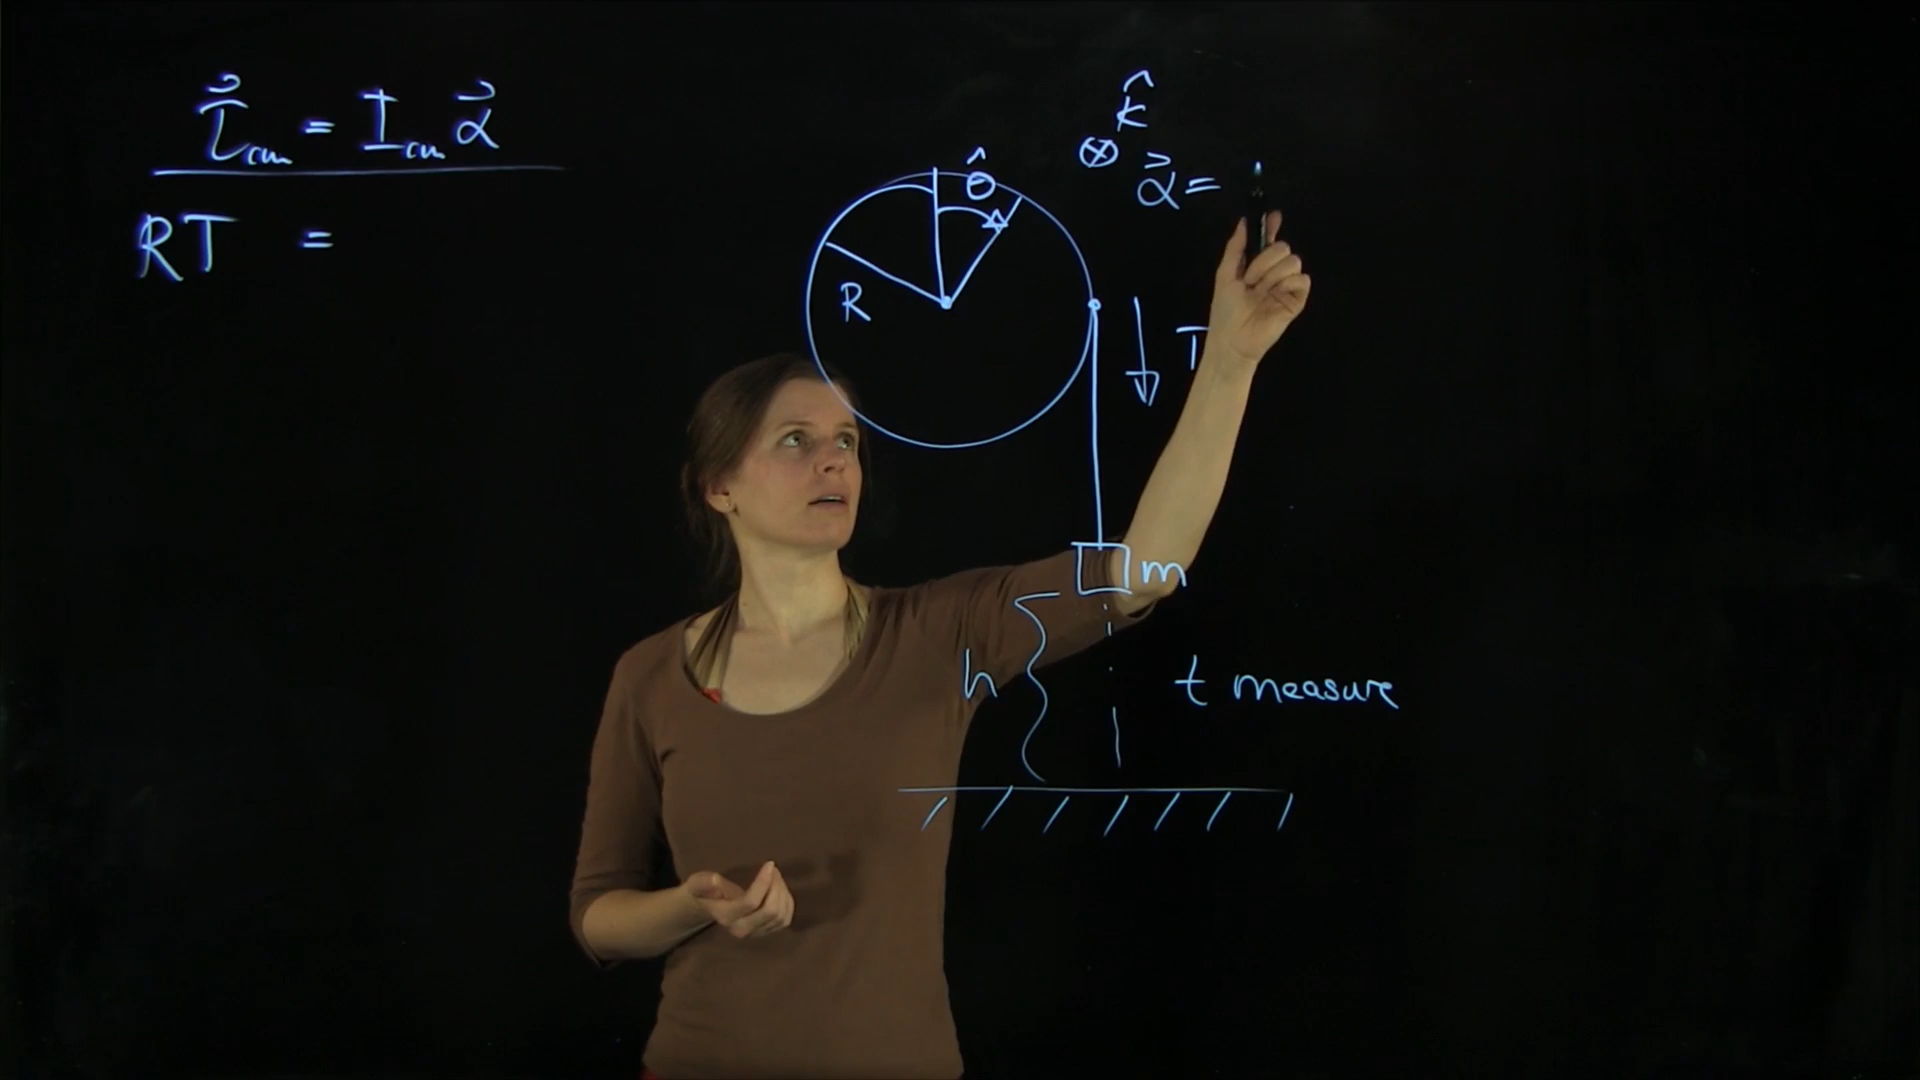 τ⃗cm = Icm α⃗
RT =
k̂
⊗ α⃗ =
θ̂
R
T
m
h
t measure